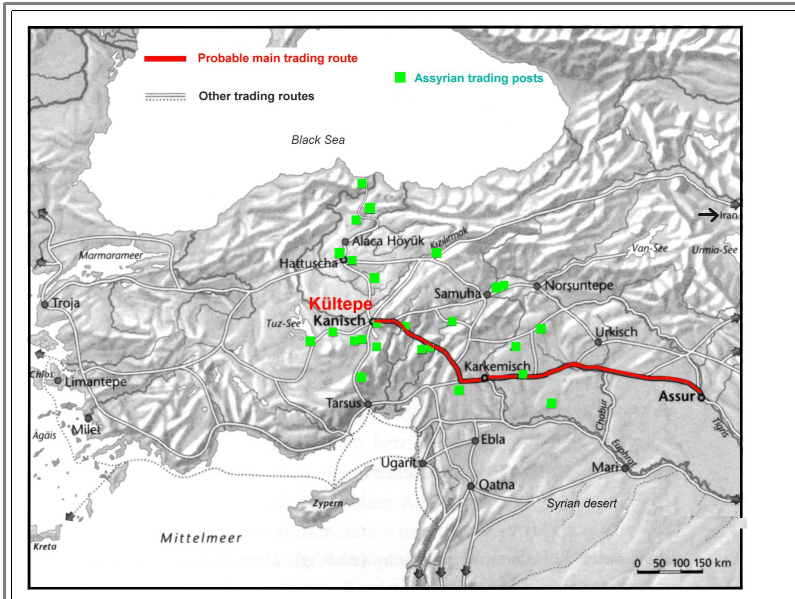 Probable main trading route
Assyrian trading posts
Other trading routes
Black Sea
Iran
Alaca Höyük
Kızılırmak
Van-See
Urmia-See
Marmarameer
Hattuscha
Samuha
Norşuntepe
Troja
Kültepe
Kanisch
Tuz-See
Urkisch
Chios
Limantepe
Karkemisch
Assur
Tarsus
Chabur
Tigris
Milet
Ägäis
Ebla
Euphrat
Ugarit
Mari
Qatna
Syrian desert
Zypern
Mittelmeer
Kreta
0 50 100 150 km